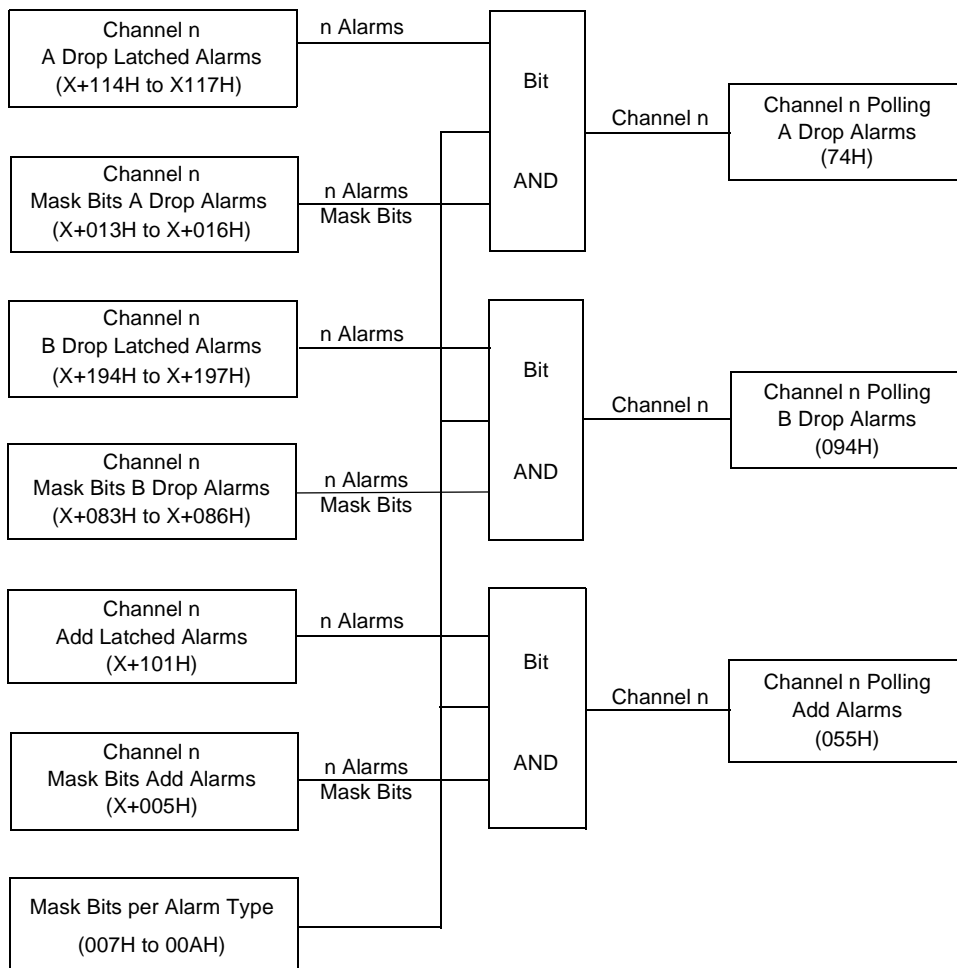 Channel n
A Drop Latched Alarms
(X+114H to X117H)
n Alarms
Bit
AND
Channel n
Channel n Polling
A Drop Alarms
(74H)
Channel n
Mask Bits A Drop Alarms
(X+013H to X+016H)
n Alarms
Mask Bits
Channel n
B Drop Latched Alarms
(X+194H to X+197H)
n Alarms
Bit
AND
Channel n
Channel n Polling
B Drop Alarms
(094H)
Channel n
Mask Bits B Drop Alarms
(X+083H to X+086H)
n Alarms
Mask Bits
Channel n
Add Latched Alarms
(X+101H)
n Alarms
Bit
AND
Channel n
Channel n Polling
Add Alarms
(055H)
Channel n
Mask Bits Add Alarms
(X+005H)
n Alarms
Mask Bits
Mask Bits per Alarm Type
(007H to 00AH)